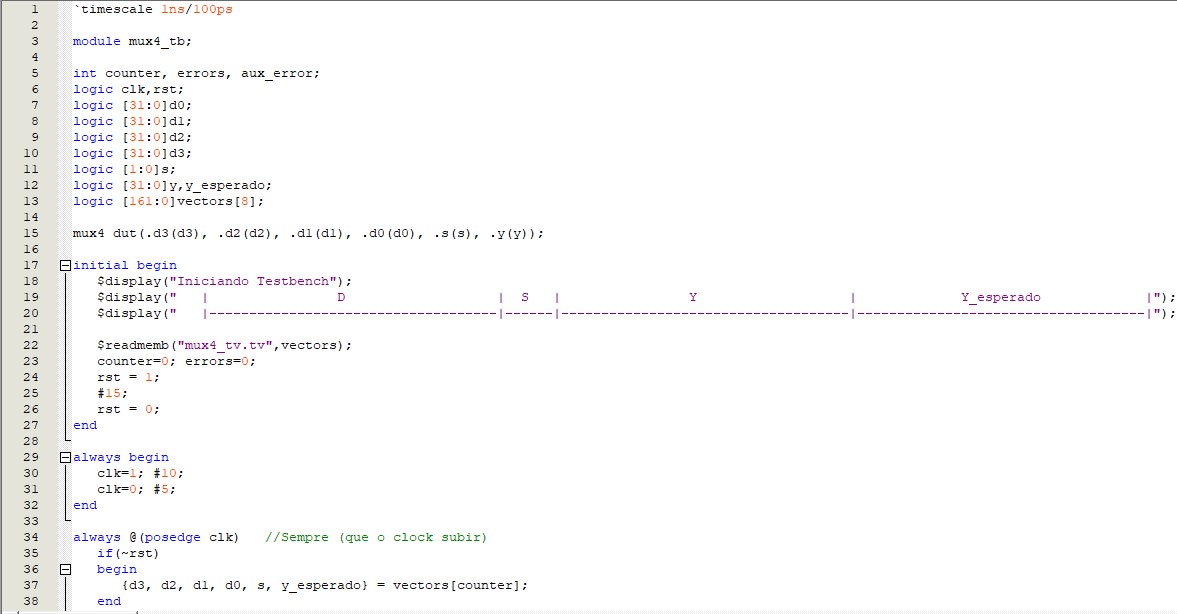 1 `timescale 1ns/100ps
2
3 module mux4_tb;
4
5 int counter, errors, aux_error;
6 logic clk,rst;
7 logic [31:0]d0;
8 logic [31:0]d1;
9 logic [31:0]d2;
10 logic [31:0]d3;
11 logic [1:0]s;
12 logic [31:0]y,y_esperado;
13 logic [161:0]vectors[8];
14
15 mux4 dut(.d3(d3), .d2(d2), .d1(d1), .d0(d0), .s(s), .y(y));
16
17 initial begin
18    $display("Iniciando Testbench");
19    $display("   |                D                   |  S   |                Y                   |             Y_esperado             |");
20    $display("   |------------------------------------|------|------------------------------------|------------------------------------|");
21
22    $readmemb("mux4_tv.tv",vectors);
23    counter=0; errors=0;
24    rst = 1;
25    #15;
26    rst = 0;
27 end
28
29 always begin
30    clk=1; #10;
31    clk=0; #5;
32 end
33
34 always @(posedge clk)   //Sempre (que o clock subir)
35    if(~rst)
36    begin
37       {d3, d2, d1, d0, s, y_esperado} = vectors[counter];
38    end